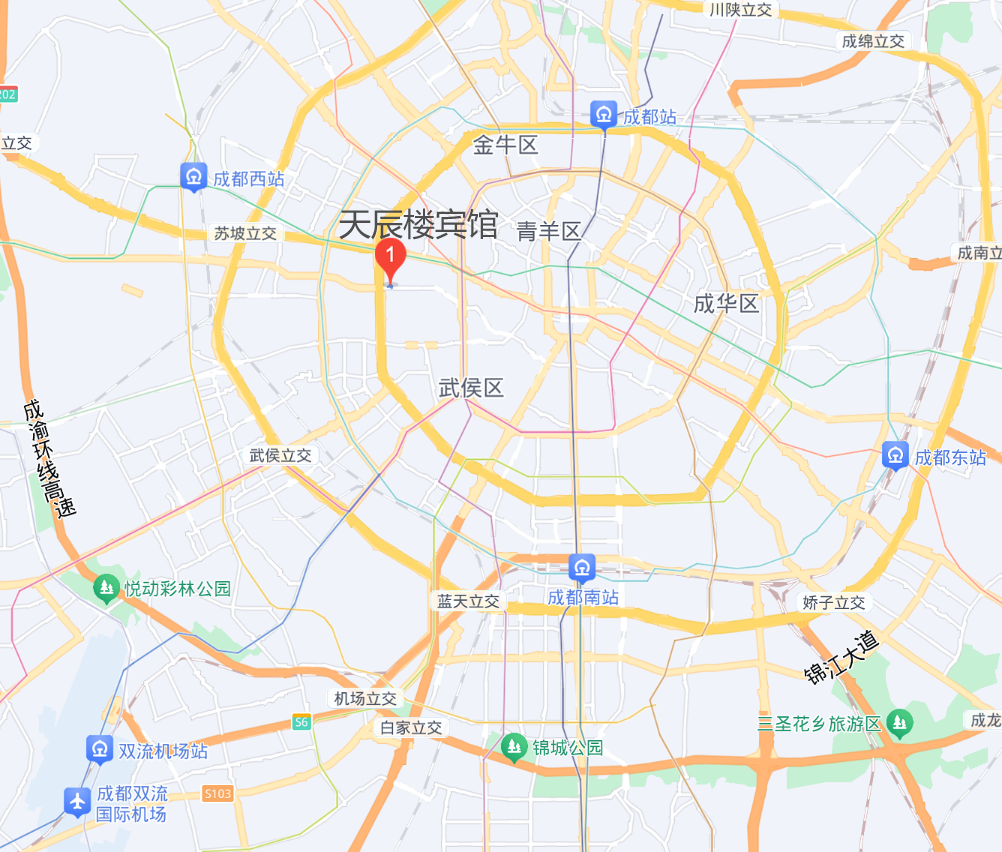 川陕立交
成绵立交
202
成都站
立交
金牛区
成都西站
天辰楼宾馆
苏坡立交
青羊区
1
成南立
成华区
武侯区
成渝环线高速
武侯立交
成都东站
悦动彩林公园
成都南站
蓝天立交
娇子立交
锦江大道
机场立交
S6
白家立交
三圣花乡旅游区
成龙
双流机场站
锦城公园
S103
成都双流
国际机场